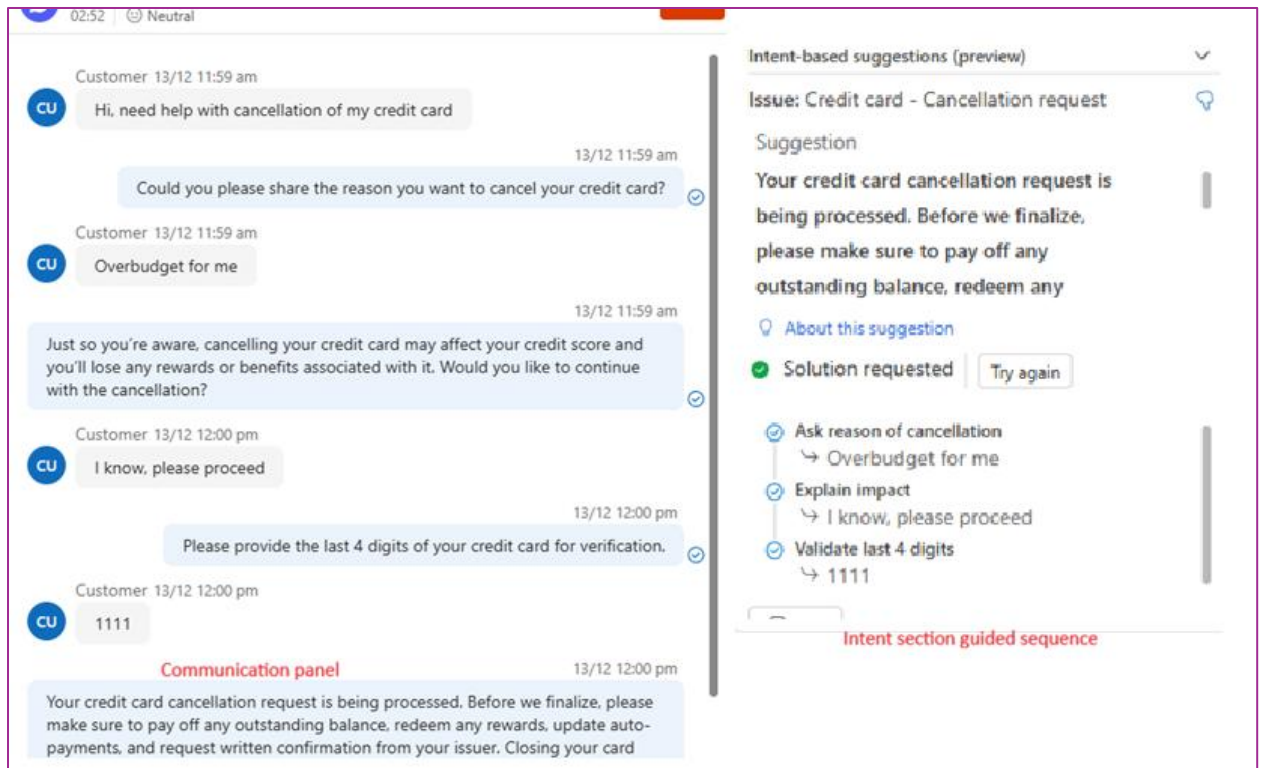 02:52 Neutral
Customer 13/12 11:59 am
CU
Hi, need help with cancellation of my credit card
13/12 11:59 am
Could you please share the reason you want to cancel your credit card?
Customer 13/12 11:59 am
CU
Overbudget for me
13/12 11:59 am
Just so you're aware, cancelling your credit card may affect your credit score and
you'll lose any rewards or benefits associated with it. Would you like to continue
with the cancellation?
Customer 13/12 12:00 pm
CU
I know, please proceed
13/12 12:00 pm
Please provide the last 4 digits of your credit card for verification.
Customer 13/12 12:00 pm
CU
1111
Communication panel
13/12 12:00 pm
Your credit card cancellation request is being processed. Before we finalize, please
make sure to pay off any outstanding balance, redeem any rewards, update auto-
payments, and request written confirmation from your issuer. Closing your card
Intent-based suggestions (preview)
Issue: Credit card - Cancellation request
Suggestion
Your credit card cancellation request is
being processed. Before we finalize,
please make sure to pay off any
outstanding balance, redeem any
About this suggestion
Solution requested
Try again
Ask reason of cancellation
Overbudget for me
Explain impact
I know, please proceed
Validate last 4 digits
1111
Intent section guided sequence